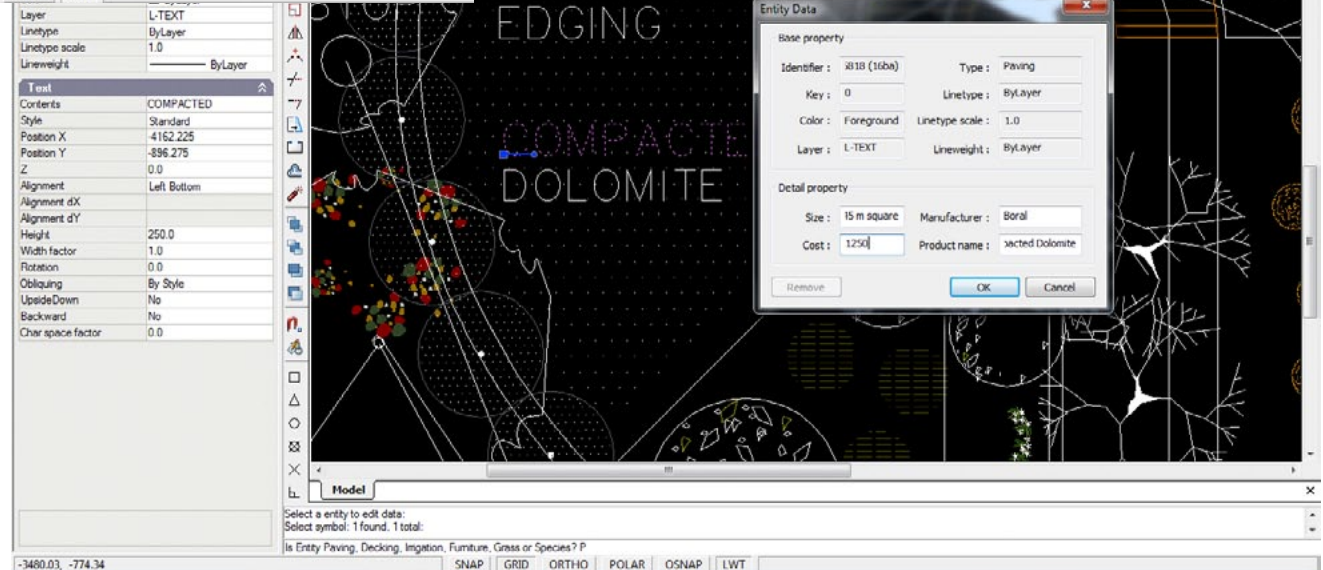 Layer L-TEXT
Linetype ByLayer
Linetype scale 1.0
Lineweight ByLayer
Text
Contents COMPACTED
Style Standard
Position X -4162.225
Position Y -896.275
Z 0.0
Alignment Left Bottom
Alignment dX
Alignment dY
Height 250.0
Width factor 1.0
Rotation 0.0
Obliquing By Style
UpsideDown No
Backward No
Char space factor 0.0
EDGING
COMPACTE
DOLOMITE
Entity Data
Base property
Identifier : 5818 (16ba) Type : Paving
Key : 0 Linetype : ByLayer
Color : Foreground Linetype scale : 1.0
Layer : L-TEXT Lineweight : ByLayer
Detail property
Size : 15 m square Manufacturer : Boral
Cost : 1250 Product name : pacted Dolomite
Remove OK Cancel
Model
Select a entity to edit data:
Select symbol: 1 found. 1 total:
Is Entity Paving, Decking, Irrigation, Furniture, Grass or Species? P
-3480.03, -774.34 SNAP GRID ORTHO POLAR OSNAP LWT